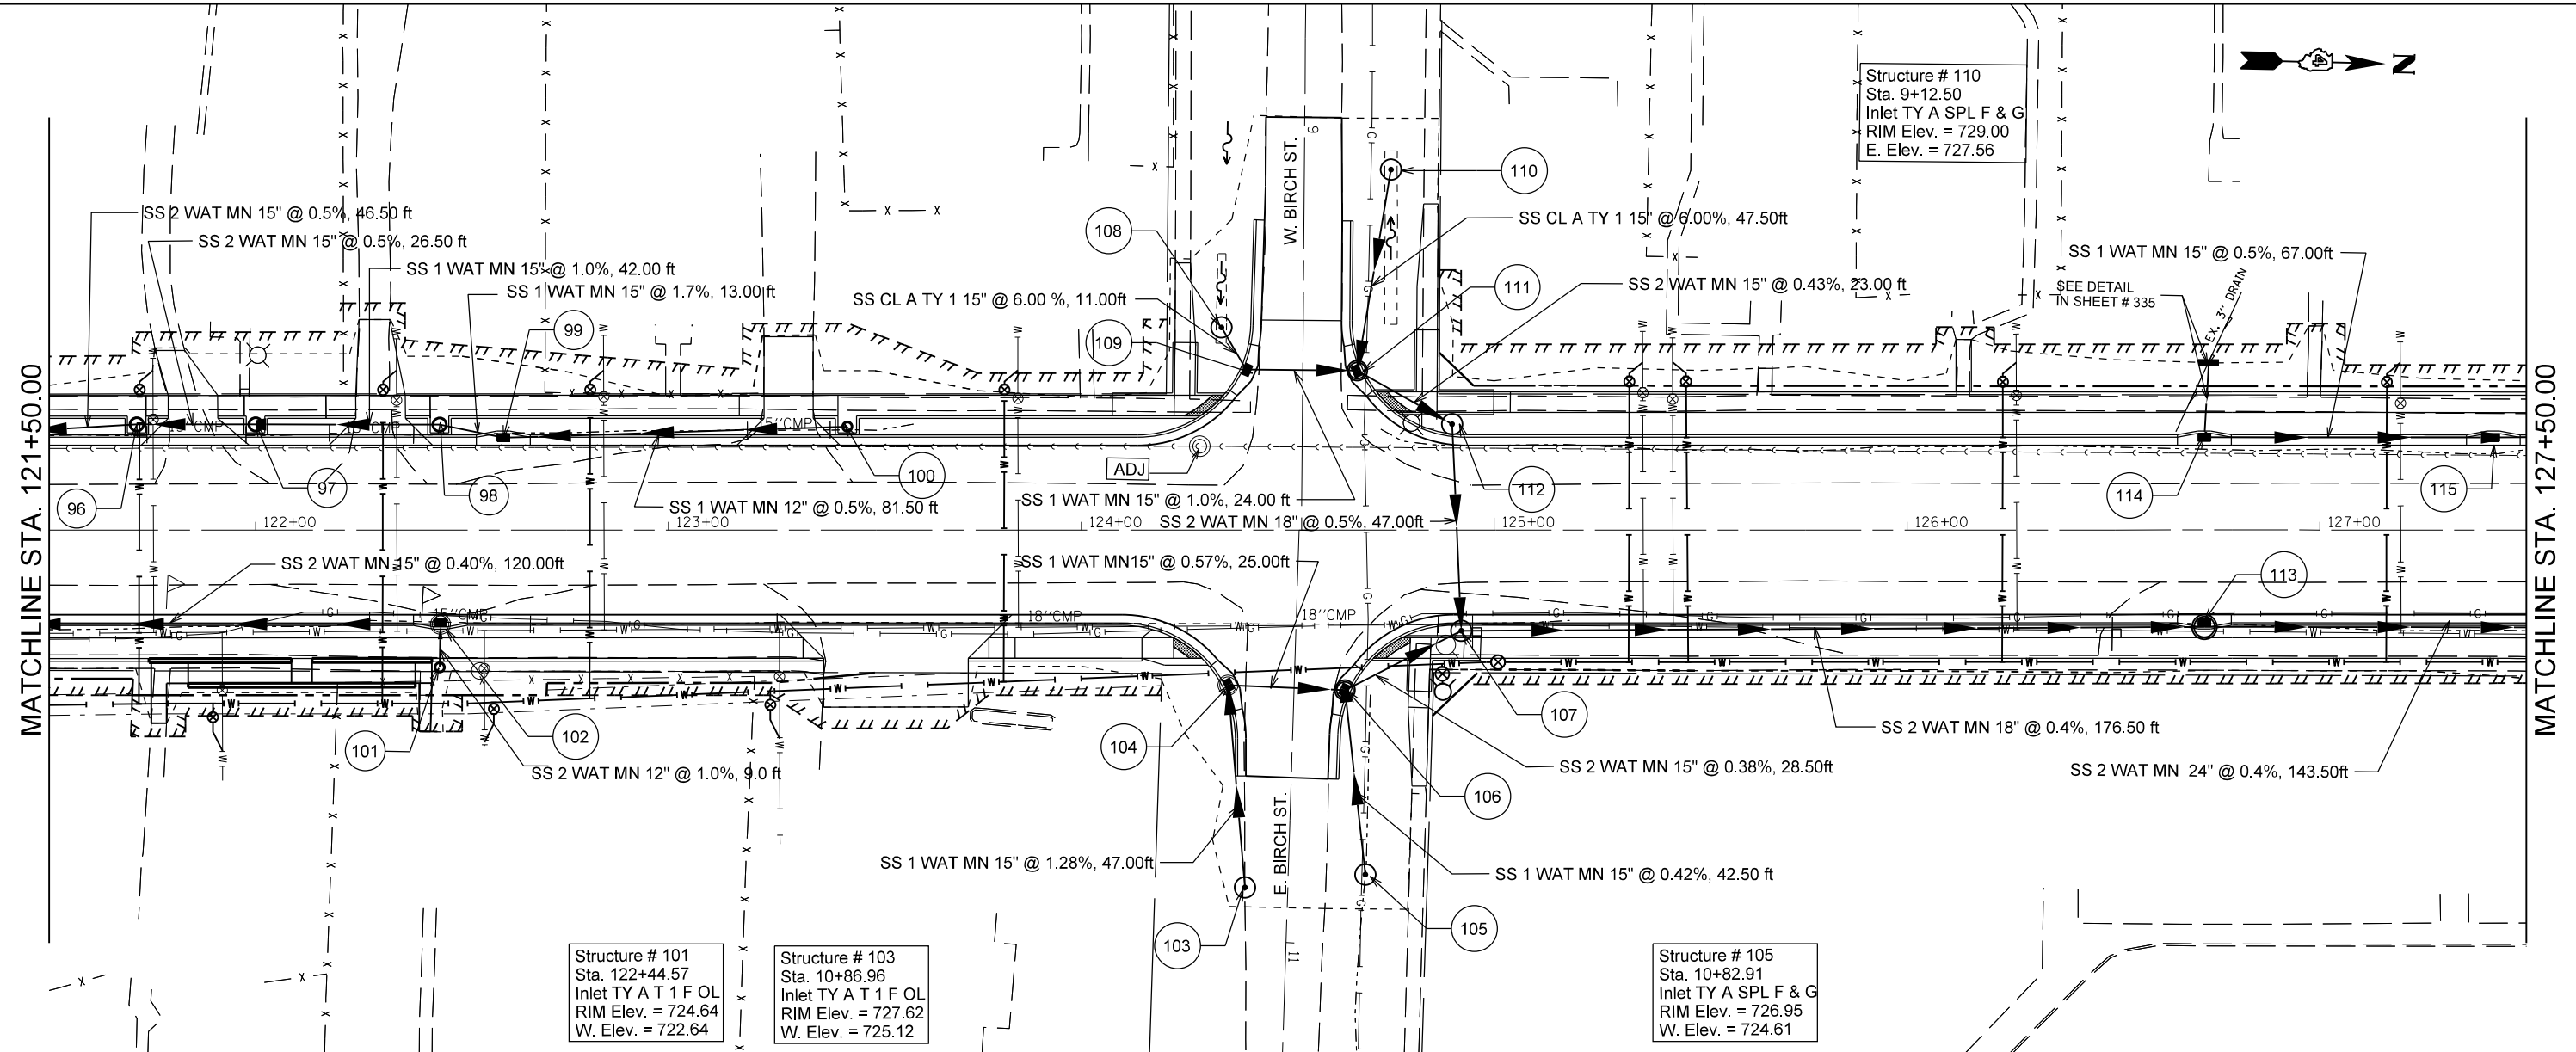 Structure # 110
Sta. 9+12.50
Inlet TY A SPL F & G
RIM Elev. = 729.00
E. Elev. = 727.56
N
4
SS 2 WAT MN 15" @ 0.5%, 46.50 ft
SS 2 WAT MN 15" @ 0.5%, 26.50 ft
SS 1 WAT MN 15" @ 1.0%, 42.00 ft
SS 1 WAT MN 15" @ 1.7%, 13.00 ft
99
108
SS CL A TY 1 15" @ 6.00 %, 11.00ft
109
W. BIRCH ST.
9
110
SS CL A TY 1 15" @ 6.00%, 47.50ft
111
SS 2 WAT MN 15" @ 0.43%, 23.00 ft
SS 1 WAT MN 15" @ 0.5%, 67.00ft
SEE DETAIL
IN SHEET # 335
EX. 3'' DRAIN
MATCHLINE STA. 121+50.00
MATCHLINE STA. 127+50.00
96
97
98
100
ADJ
112
114
115
SS 1 WAT MN 12" @ 0.5%, 81.50 ft
SS 1 WAT MN 15" @ 1.0%, 24.00 ft
SS 2 WAT MN 18" @ 0.5%, 47.00ft
122+00
123+00
124+00
125+00
126+00
127+00
SS 2 WAT MN 15" @ 0.40%, 120.00ft
SS 1 WAT MN15" @ 0.57%, 25.00ft
113
15''CMP
18''CMP
18''CMP
101
102
SS 2 WAT MN 12" @ 1.0%, 9.0 ft
104
107
SS 2 WAT MN 18" @ 0.4%, 176.50 ft
SS 2 WAT MN 15" @ 0.38%, 28.50ft
SS 2 WAT MN 24" @ 0.4%, 143.50ft
106
SS 1 WAT MN 15" @ 1.28%, 47.00ft
E. BIRCH ST.
11
SS 1 WAT MN 15" @ 0.42%, 42.50 ft
103
105
Structure # 101
Sta. 122+44.57
Inlet TY A T 1 F OL
RIM Elev. = 724.64
W. Elev. = 722.64
Structure # 103
Sta. 10+86.96
Inlet TY A T 1 F OL
RIM Elev. = 727.62
W. Elev. = 725.12
Structure # 105
Sta. 10+82.91
Inlet TY A SPL F & G
RIM Elev. = 726.95
W. Elev. = 724.61